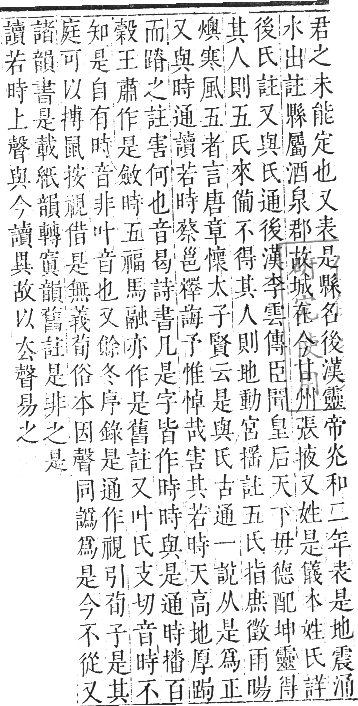 君之未能定也又表是縣名後漢靈帝炎和二年表是地震涌
水出註縣屬酒泉郡故城在今甘州張掖又姓是儀本姓氏詳
後氏註又與氏通後漢李雲傳臣聞皇后天下毋德配坤靈得
其人則五氏來備不得其人則地動宮搖註五氏指庶徵雨暘
燠寒風五者言唐章懷太子賢云是與氏古通一說从是為正
又與時通讀若時蔡邕釋誨予惟悼哉害其若時天高地厚跼
而蹐之註害何也音曷詩書几是字皆作時時與是通時播百
穀王肅作是斂時五福馬融亦作是舊註又叶氏支切音時不
知是自有時音非叶音也又餘冬序錄是通作視引荀子是其
庭可以摶鼠按視借是無義荀俗本因聲同譌為是今不從又
諸韻書是載紙韻轉寘韻舊註是非之是
讀若時上聲與今讀異故以厺聲易之